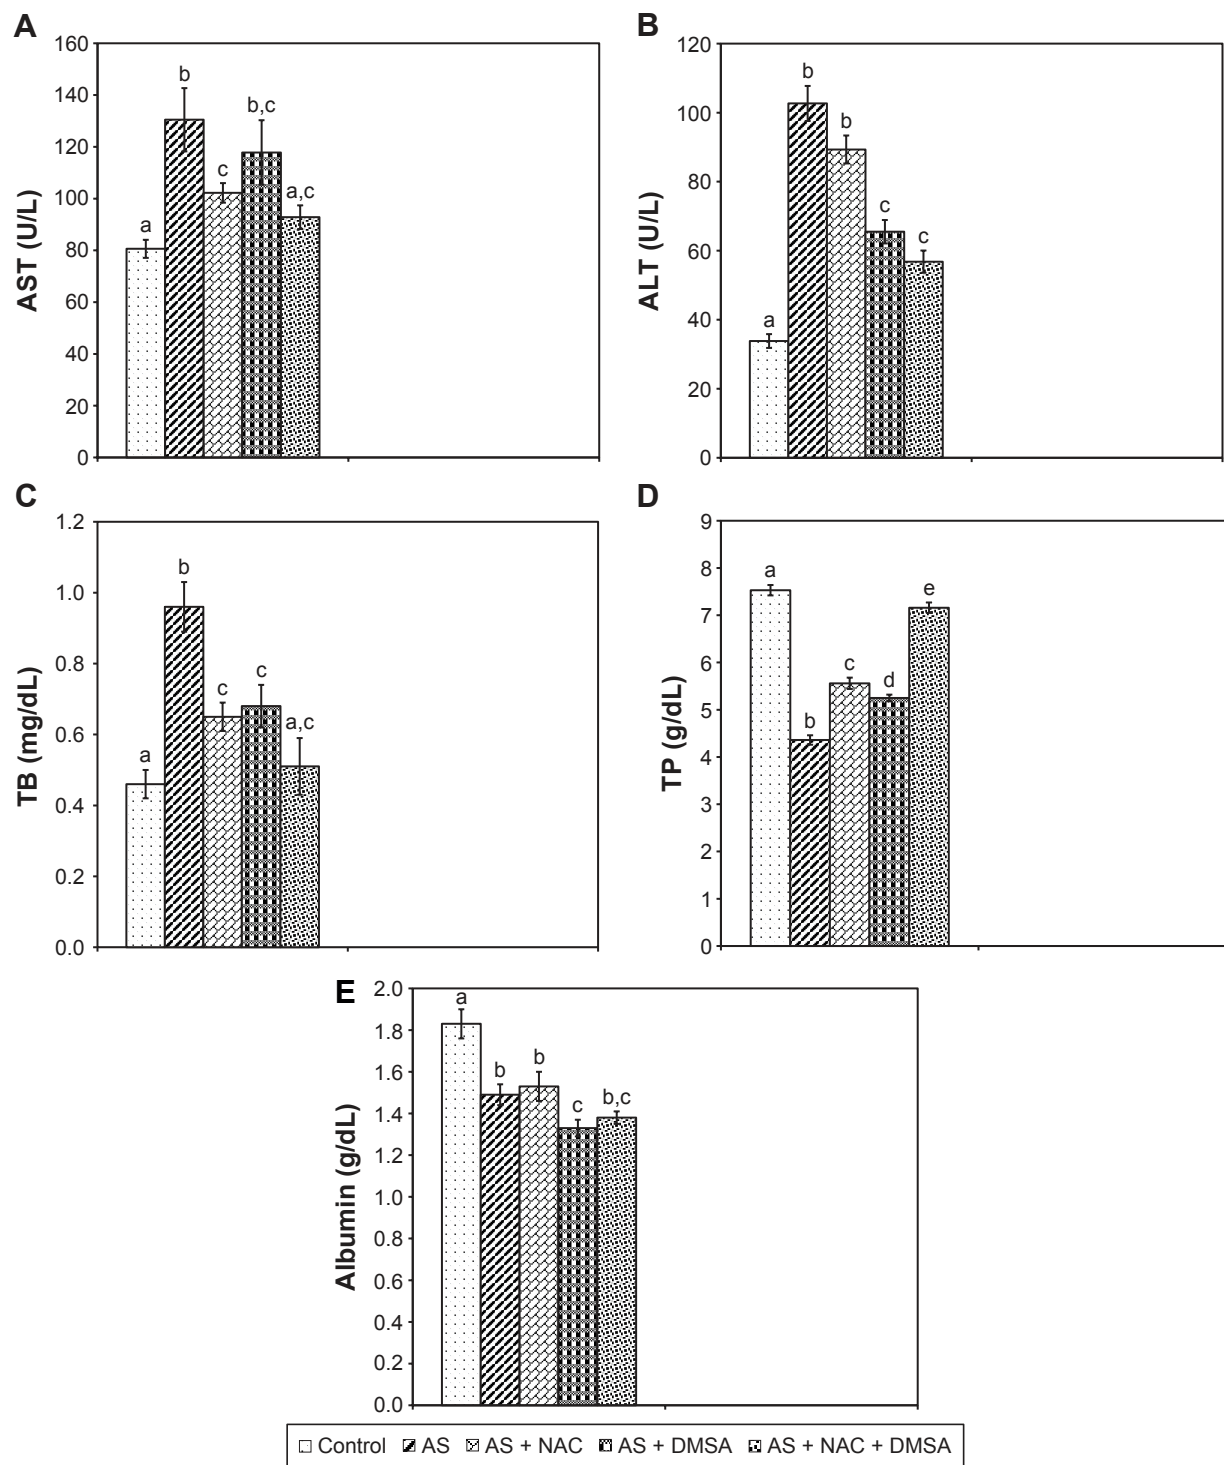 A
160
140
120
100
80
60
40
20
0
AST (U/L)
a
b
c
b,c
a,c
B
120
100
80
60
40
20
0
ALT (U/L)
a
b
b
c
c
C
1.2
1.0
0.8
0.6
0.4
0.2
0.0
TB (mg/dL)
a
b
c
c
a,c
D
9
8
7
6
5
4
3
2
1
0
TP (g/dL)
a
b
c
d
e
E
2.0
1.8
1.6
1.4
1.2
1.0
0.8
0.6
0.4
0.2
0.0
Albumin (g/dL)
a
b
b
c
b,c
Control AS AS + NAC AS + DMSA AS + NAC + DMSA